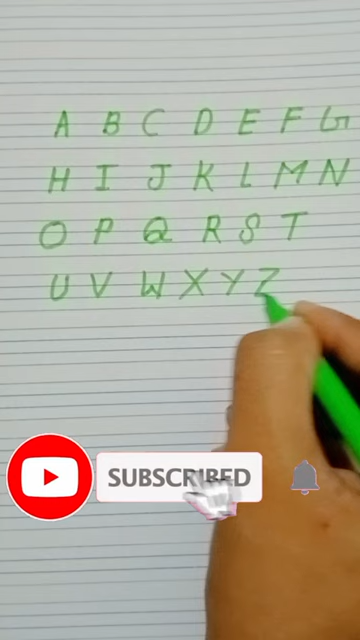 A B C D E F G
H I J K L M N
O P Q R S T
U V W X Y Z
SUBSCRIBED